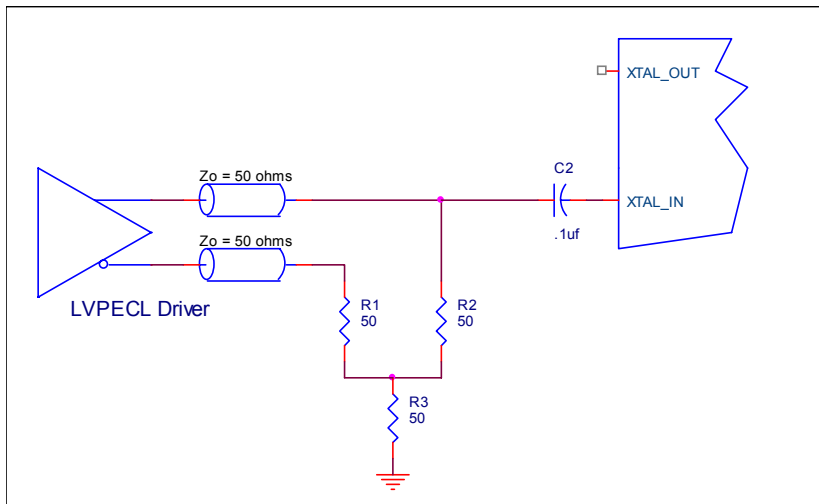 XTAL_OUT
C2
Zo = 50 ohms
XTAL_IN
.1uf
Zo = 50 ohms
LVPECL Driver
R1
50
R2
50
R3
50